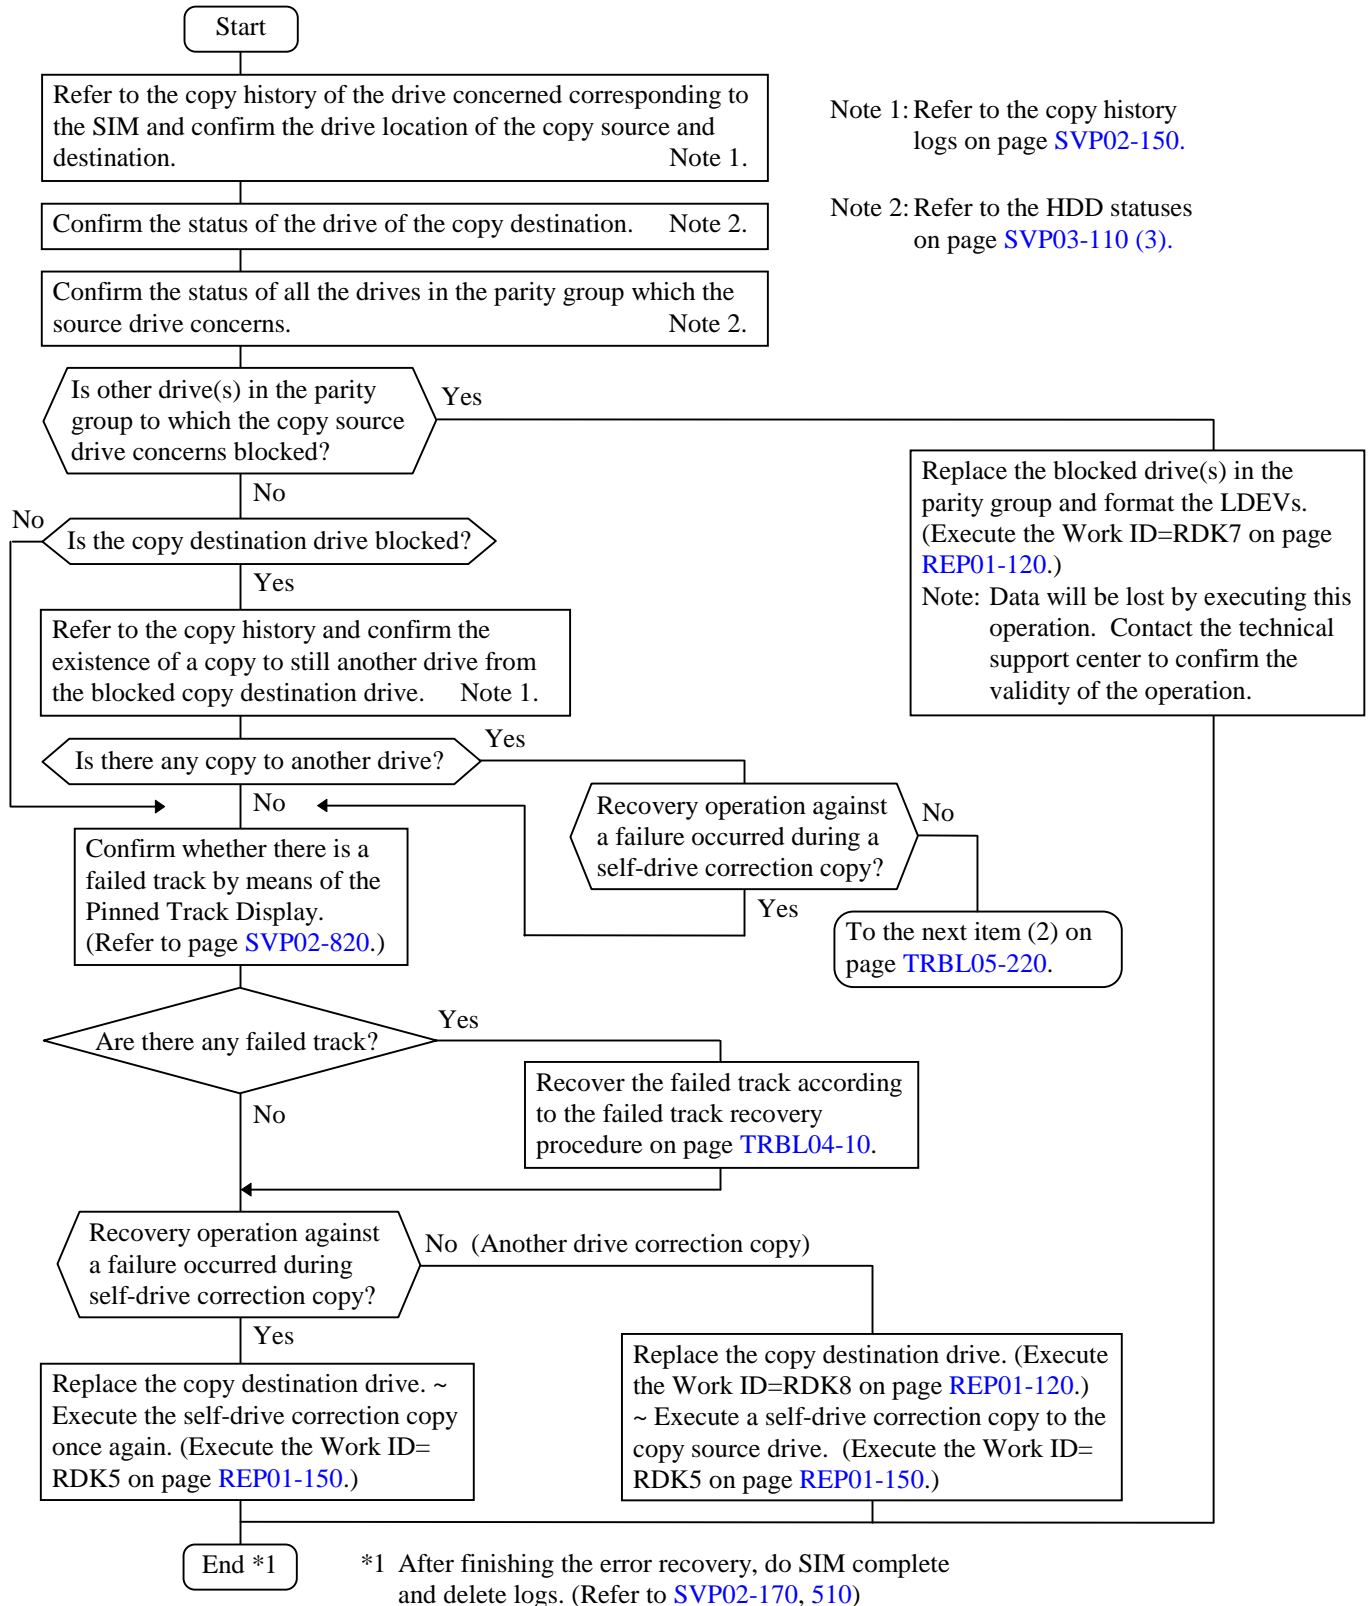 Start
Refer to the copy history of the drive concerned corresponding to
the SIM and confirm the drive location of the copy source and
destination. Note 1.
Note 1: Refer to the copy history
logs on page SVP02-150.
Confirm the status of the drive of the copy destination. Note 2.
Note 2: Refer to the HDD statuses
on page SVP03-110 (3).
Confirm the status of all the drives in the parity group which the
source drive concerns. Note 2.
Is other drive(s) in the parity
group to which the copy source
drive concerns blocked?
Yes
No
Replace the blocked drive(s) in the
parity group and format the LDEVs.
(Execute the Work ID=RDK7 on page
REP01-120.)
Note: Data will be lost by executing this
operation. Contact the technical
support center to confirm the
validity of the operation.
No
Is the copy destination drive blocked?
Yes
Refer to the copy history and confirm the
existence of a copy to still another drive from
the blocked copy destination drive. Note 1.
Is there any copy to another drive?
Yes
No
Recovery operation against
a failure occurred during a
self-drive correction copy?
No
Yes
To the next item (2) on
page TRBL05-220.
Confirm whether there is a
failed track by means of the
Pinned Track Display.
(Refer to page SVP02-820.)
Are there any failed track?
Yes
No
Recover the failed track according
to the failed track recovery
procedure on page TRBL04-10.
Recovery operation against
a failure occurred during
self-drive correction copy?
No (Another drive correction copy)
Yes
Replace the copy destination drive. ~
Execute the self-drive correction copy
once again. (Execute the Work ID=
RDK5 on page REP01-150.)
Replace the copy destination drive. (Execute
the Work ID=RDK8 on page REP01-120.)
~ Execute a self-drive correction copy to the
copy source drive. (Execute the Work ID=
RDK5 on page REP01-150.)
End *1
*1 After finishing the error recovery, do SIM complete
and delete logs. (Refer to SVP02-170, 510)